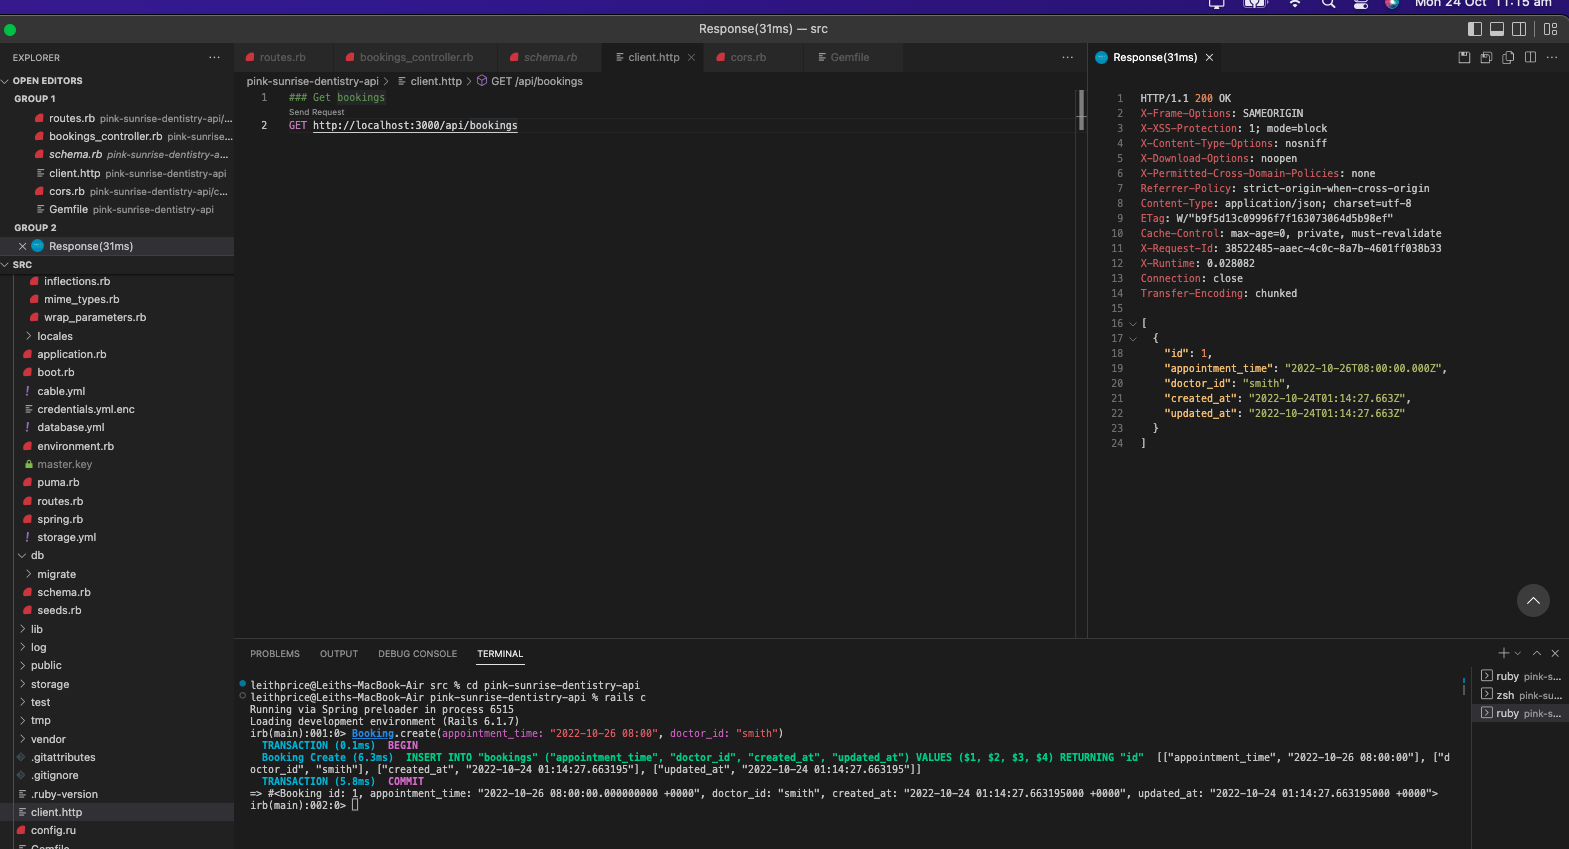 Mon 24 Oct 11:15 am
Response(31ms) — src
EXPLORER
OPEN EDITORS
GROUP 1
routes.rb pink-sunrise-dentistry-api/...
bookings_controller.rb pink-sunrise...
schema.rb pink-sunrise-dentistry-a...
client.http pink-sunrise-dentistry-api
cors.rb pink-sunrise-dentistry-api/c...
Gemfile pink-sunrise-dentistry-api
GROUP 2
Response(31ms)
SRC
inflections.rb
mime_types.rb
wrap_parameters.rb
locales
application.rb
boot.rb
cable.yml
credentials.yml.enc
database.yml
environment.rb
master.key
puma.rb
routes.rb
spring.rb
storage.yml
db
migrate
schema.rb
seeds.rb
lib
log
public
storage
test
tmp
vendor
.gitattributes
.gitignore
.ruby-version
client.http
config.ru
Gemfile
routes.rb bookings_controller.rb schema.rb client.http cors.rb Gemfile
pink-sunrise-dentistry-api > client.http > GET /api/bookings
1 ### Get bookings
Send Request
2 GET http://localhost:3000/api/bookings
Response(31ms)
1 HTTP/1.1 200 OK
2 X-Frame-Options: SAMEORIGIN
3 X-XSS-Protection: 1; mode=block
4 X-Content-Type-Options: nosniff
5 X-Download-Options: noopen
6 X-Permitted-Cross-Domain-Policies: none
7 Referrer-Policy: strict-origin-when-cross-origin
8 Content-Type: application/json; charset=utf-8
9 ETag: W/"b9f5d13c09996f7f163073064d5b98ef"
10 Cache-Control: max-age=0, private, must-revalidate
11 X-Request-Id: 38522485-aaec-4c0c-8a7b-4601ff038b33
12 X-Runtime: 0.028082
13 Connection: close
14 Transfer-Encoding: chunked
15
16 [
17 {
18 "id": 1,
19 "appointment_time": "2022-10-26T08:00:00.000Z",
20 "doctor_id": "smith",
21 "created_at": "2022-10-24T01:14:27.663Z",
22 "updated_at": "2022-10-24T01:14:27.663Z"
23 }
24 ]
PROBLEMS OUTPUT DEBUG CONSOLE TERMINAL
leithprice@Leiths-MacBook-Air src % cd pink-sunrise-dentistry-api
leithprice@Leiths-MacBook-Air pink-sunrise-dentistry-api % rails c
Running via Spring preloader in process 6515
Loading development environment (Rails 6.1.7)
irb(main):001:0> Booking.create(appointment_time: "2022-10-26 08:00", doctor_id: "smith")
TRANSACTION (0.1ms) BEGIN
Booking Create (6.3ms) INSERT INTO "bookings" ("appointment_time", "doctor_id", "created_at", "updated_at") VALUES ($1, $2, $3, $4) RETURNING "id" [["appointment_time", "2022-10-26 08:00:00"], ["d
octor_id", "smith"], ["created_at", "2022-10-24 01:14:27.663195"], ["updated_at", "2022-10-24 01:14:27.663195"]]
TRANSACTION (5.8ms) COMMIT
=> #<Booking id: 1, appointment_time: "2022-10-26 08:00:00.000000000 +0000", doctor_id: "smith", created_at: "2022-10-24 01:14:27.663195000 +0000", updated_at: "2022-10-24 01:14:27.663195000 +0000">
irb(main):002:0>
ruby pink-s...
zsh pink-su...
ruby pink-s...